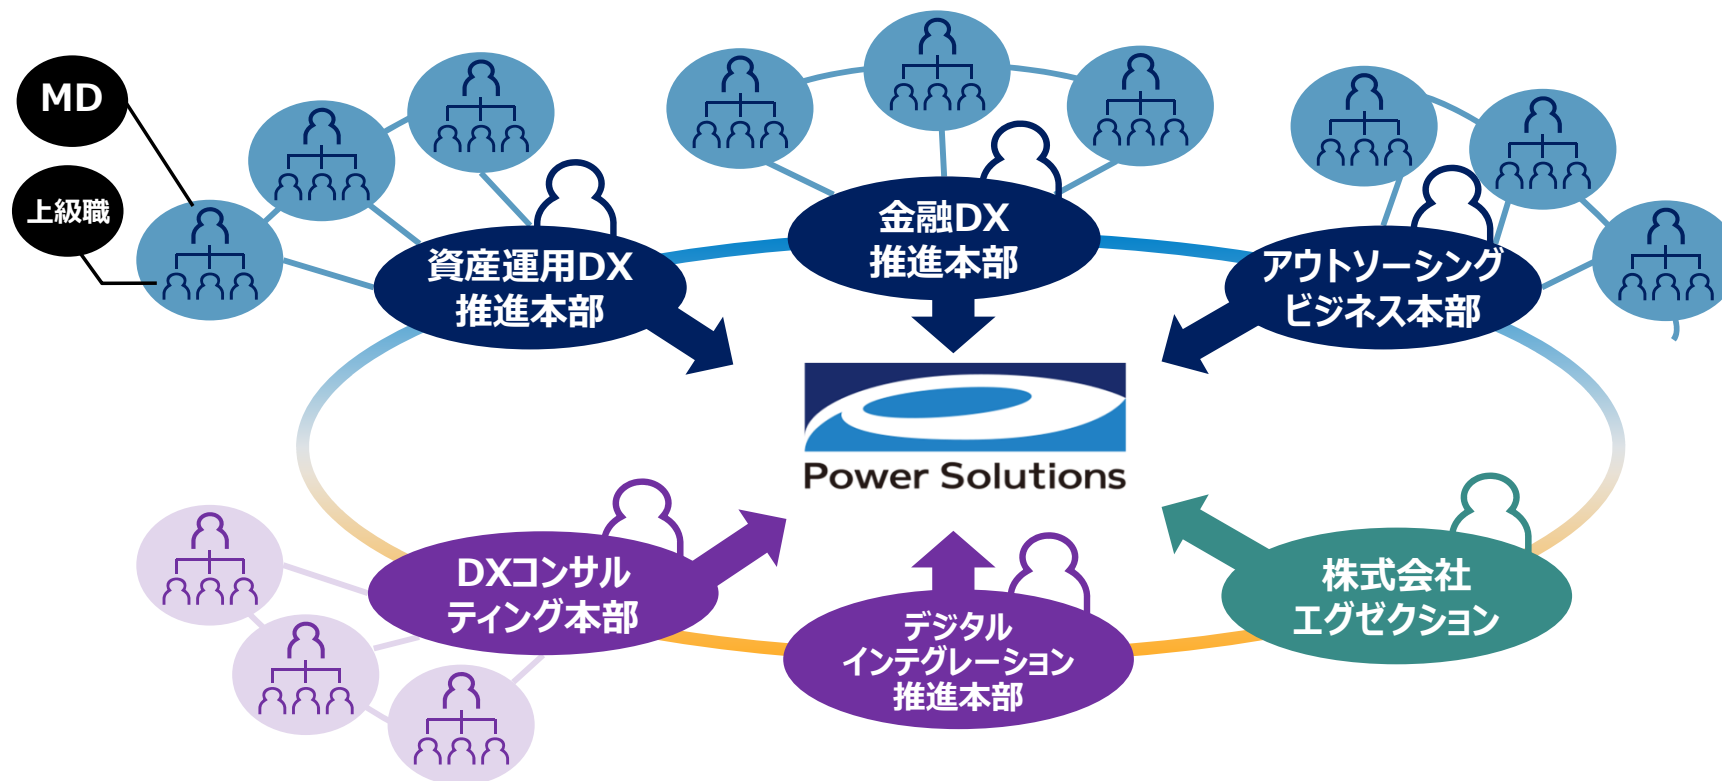 MD
上級職
資産運用DX
推進本部
金融DX
推進本部
アウトソーシング
ビジネス本部
Power Solutions
DXコンサル
ティング本部
デジタル
インテグレーション
推進本部
株式会社
エグゼクション